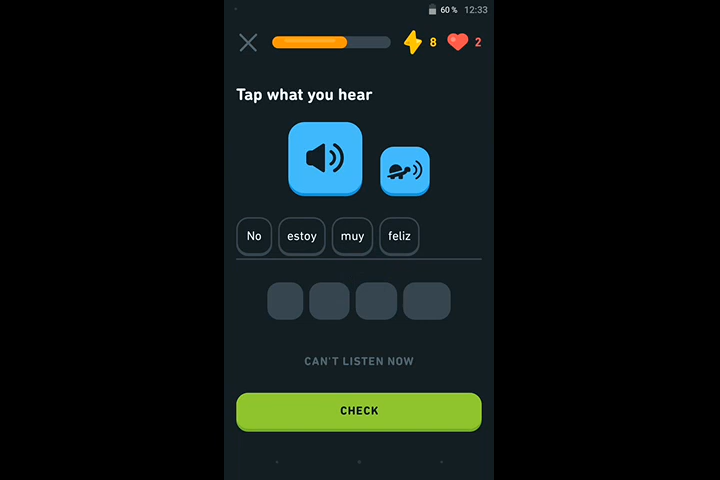 60 % 12:33
8 2
Tap what you hear
No estoy muy feliz
CAN'T LISTEN NOW
CHECK